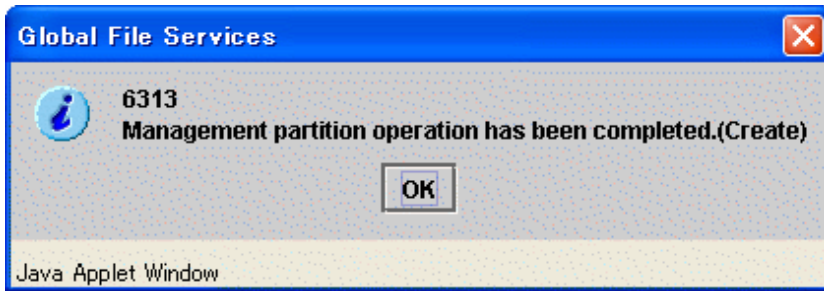 Global File Services
6313
Management partition operation has been completed.(Create)
OK
Java Applet Window